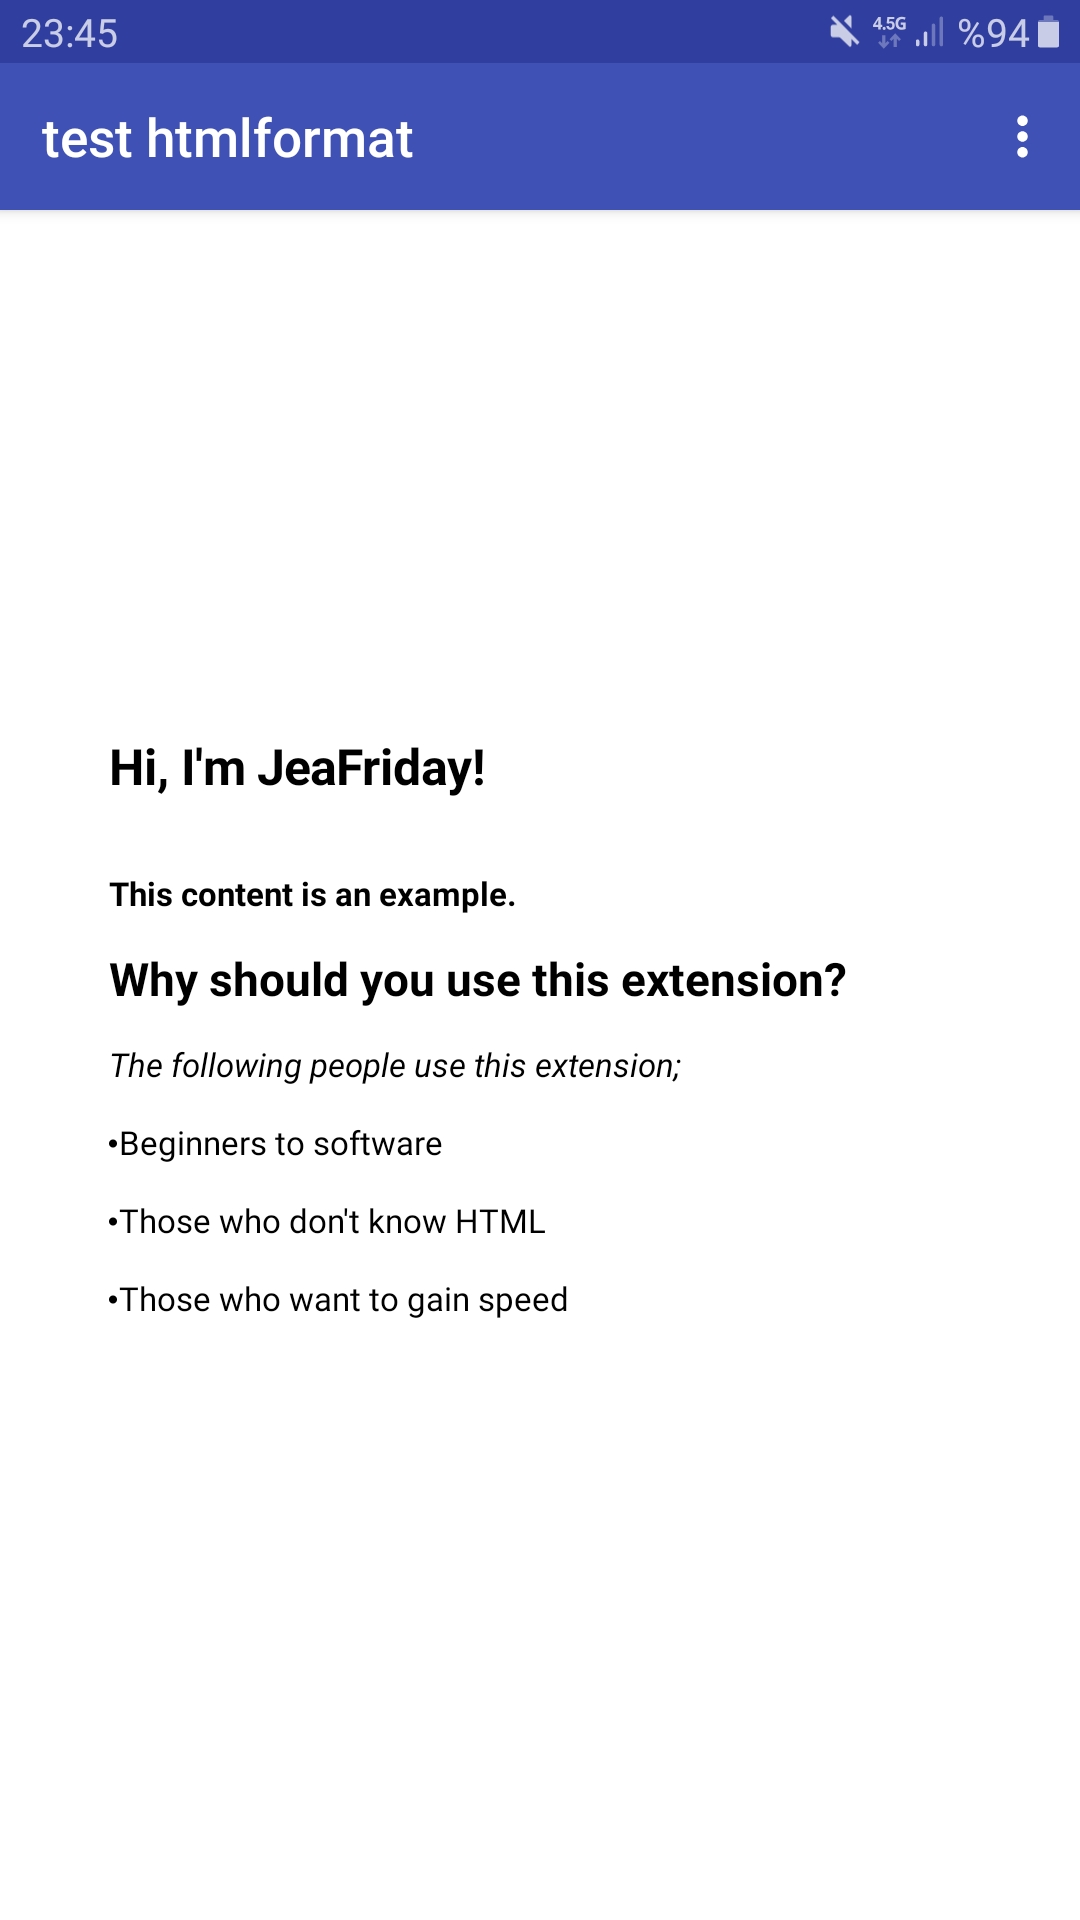 23:45 4.5G %94
test htmlformat
Hi, I'm JeaFriday!
This content is an example.
Why should you use this extension?
The following people use this extension;
•Beginners to software
•Those who don't know HTML
•Those who want to gain speed